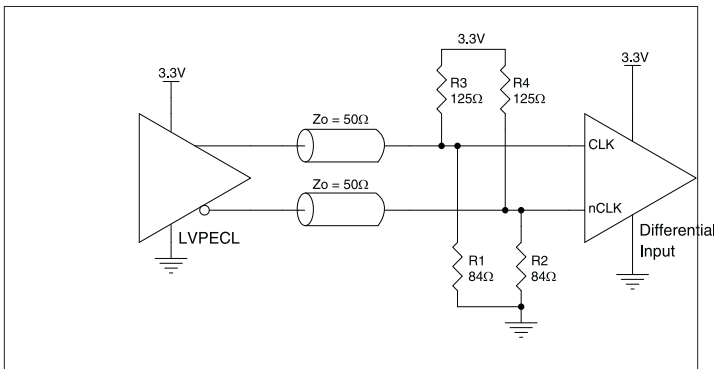 3.3V
3.3V
3.3V
R3
125Ω
R4
125Ω
Zo = 50Ω
CLK
Zo = 50Ω
nCLK
LVPECL
Differential
Input
R1
84Ω
R2
84Ω